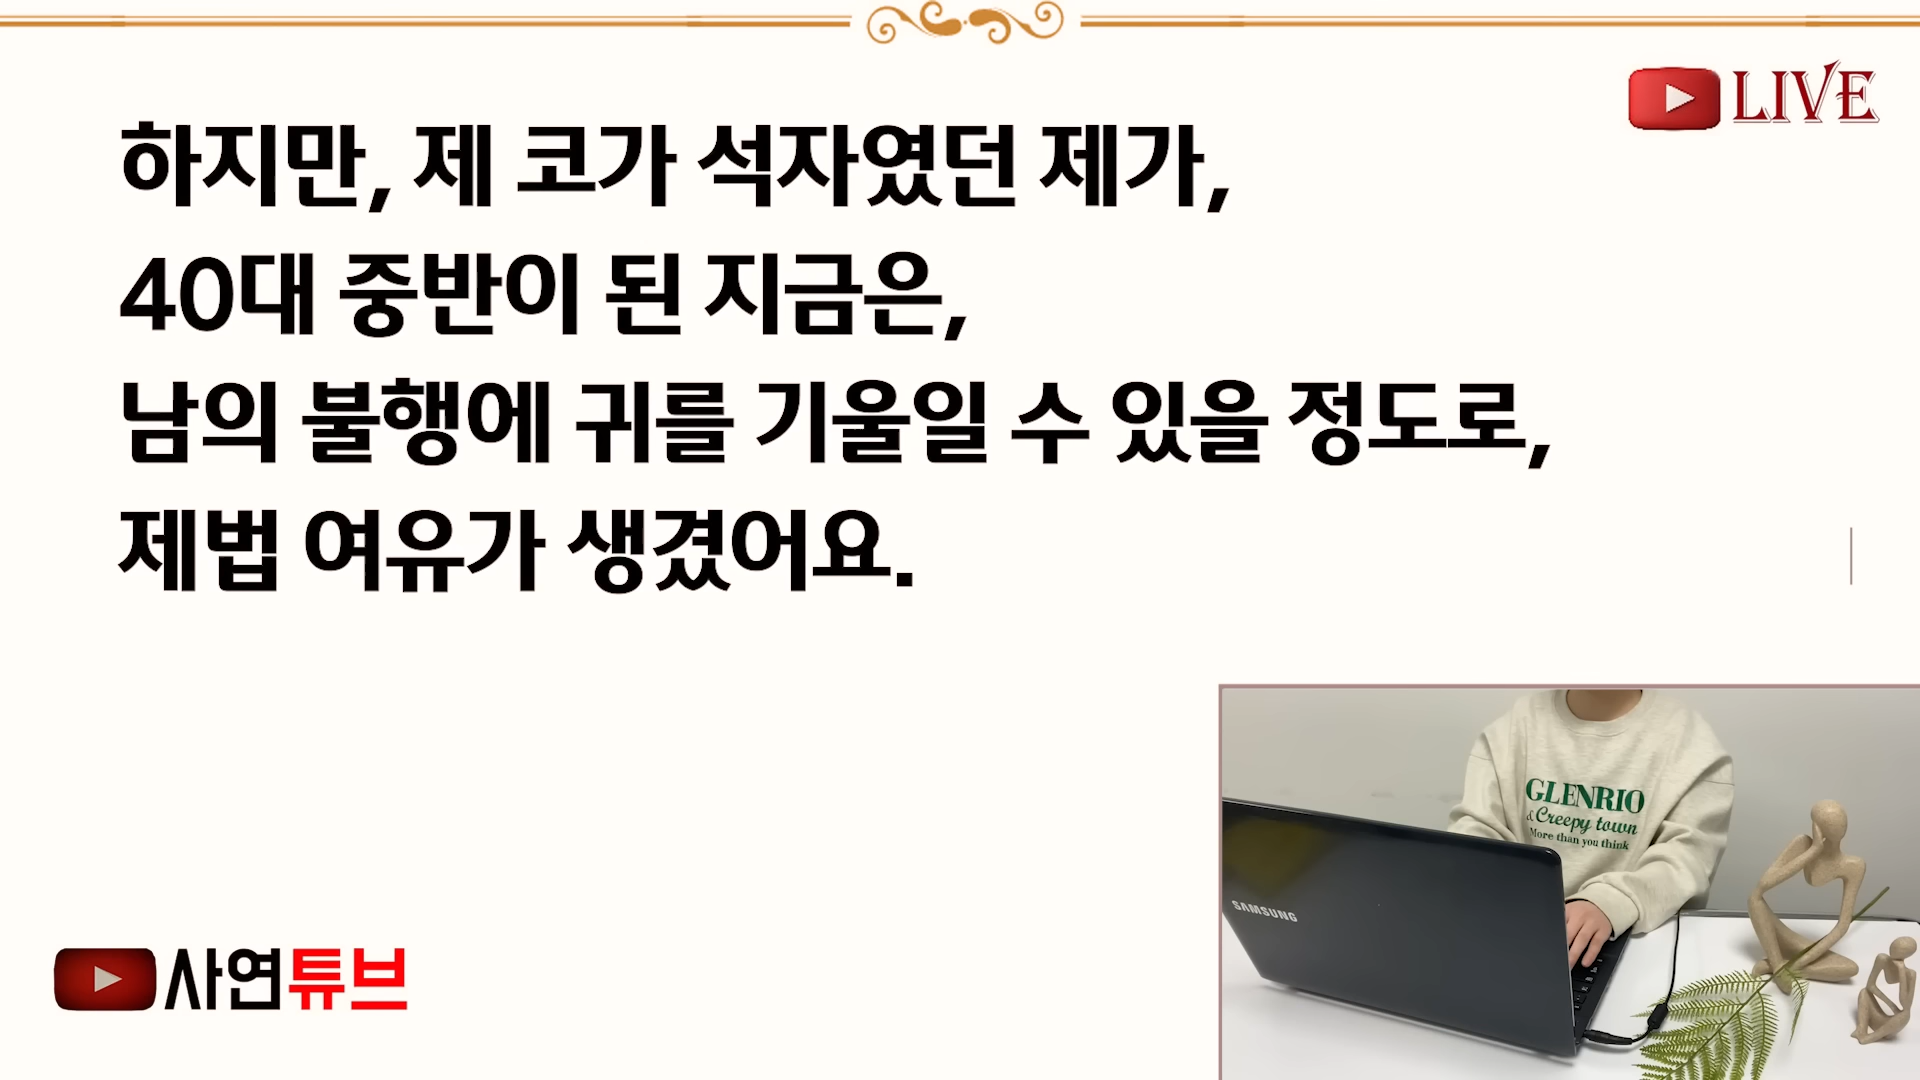 LIVE
하지만, 제 코가 석자였던 제가,
40대 중반이 된 지금은,
남의 불행에 귀를 기울일 수 있을 정도로,
제법 여유가 생겼어요.
GLENRIO
& Creepy town
More than you think
SAMSUNG
사연튜브